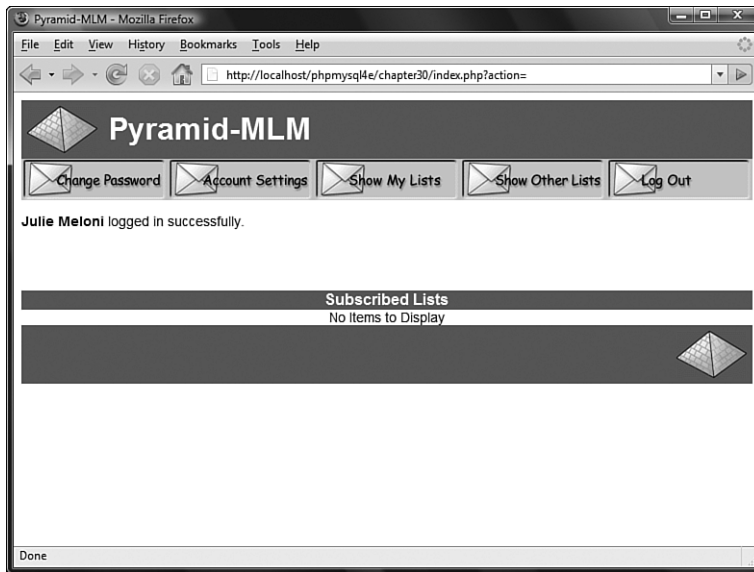 Pyramid-MLM - Mozilla Firefox
File Edit View History Bookmarks Tools Help
http://localhost/phpmysql4e/chapter30/index.php?action=
Pyramid-MLM
Change Password Account Settings Show My Lists Show Other Lists Log Out
Julie Meloni logged in successfully.
Subscribed Lists
No Items to Display
Done